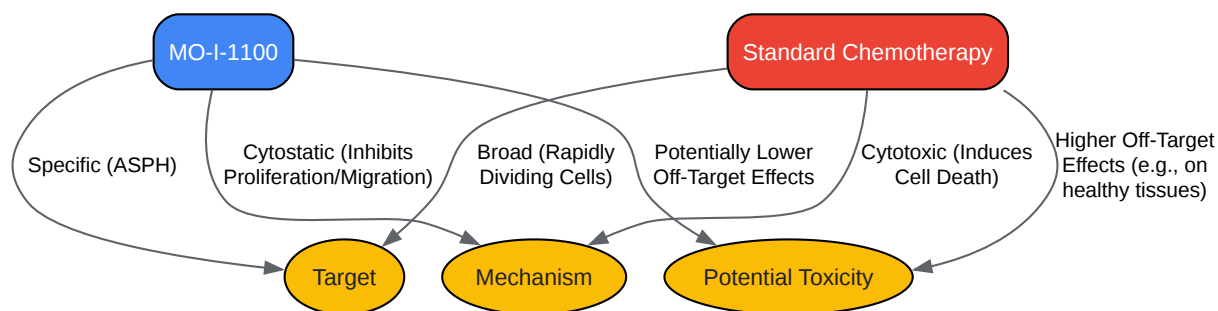 MO-I-1100
Standard Chemotherapy
Specific (ASPH)
Cytostatic (Inhibits
Proliferation/Migration)
Broad (Rapidly
Dividing Cells)
Potentially Lower
Off-Target Effects
Cytotoxic (Induces
Cell Death)
Higher Off-Target
Effects (e.g., on
healthy tissues)
Target
Mechanism
Potential Toxicity